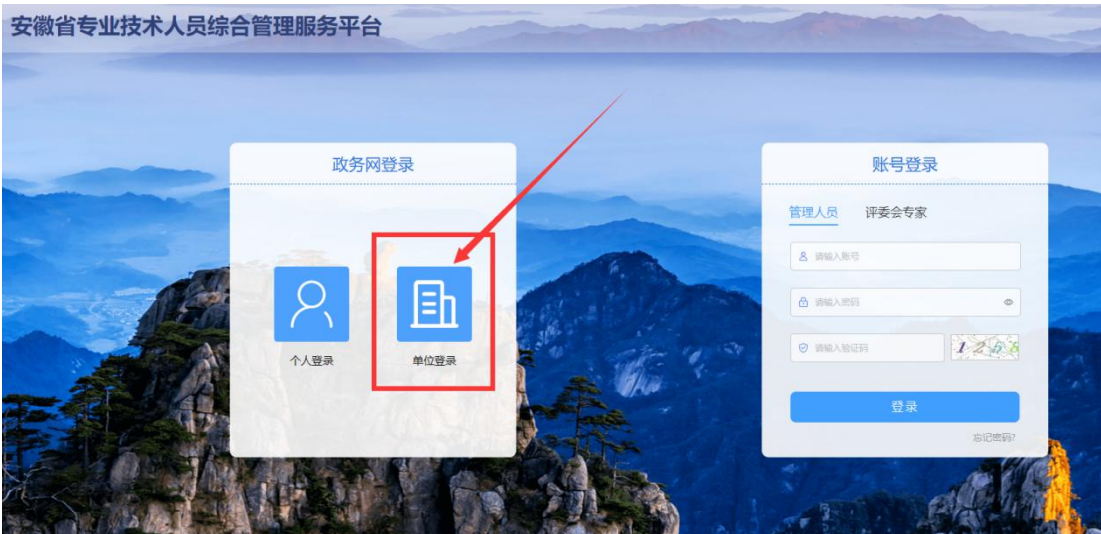 安徽省专业技术人员综合管理服务平台
政务网登录
个人登录
单位登录
账号登录
管理人员 评委会专家
请输入账号
请输入密码
请输入验证码
登录
忘记密码?